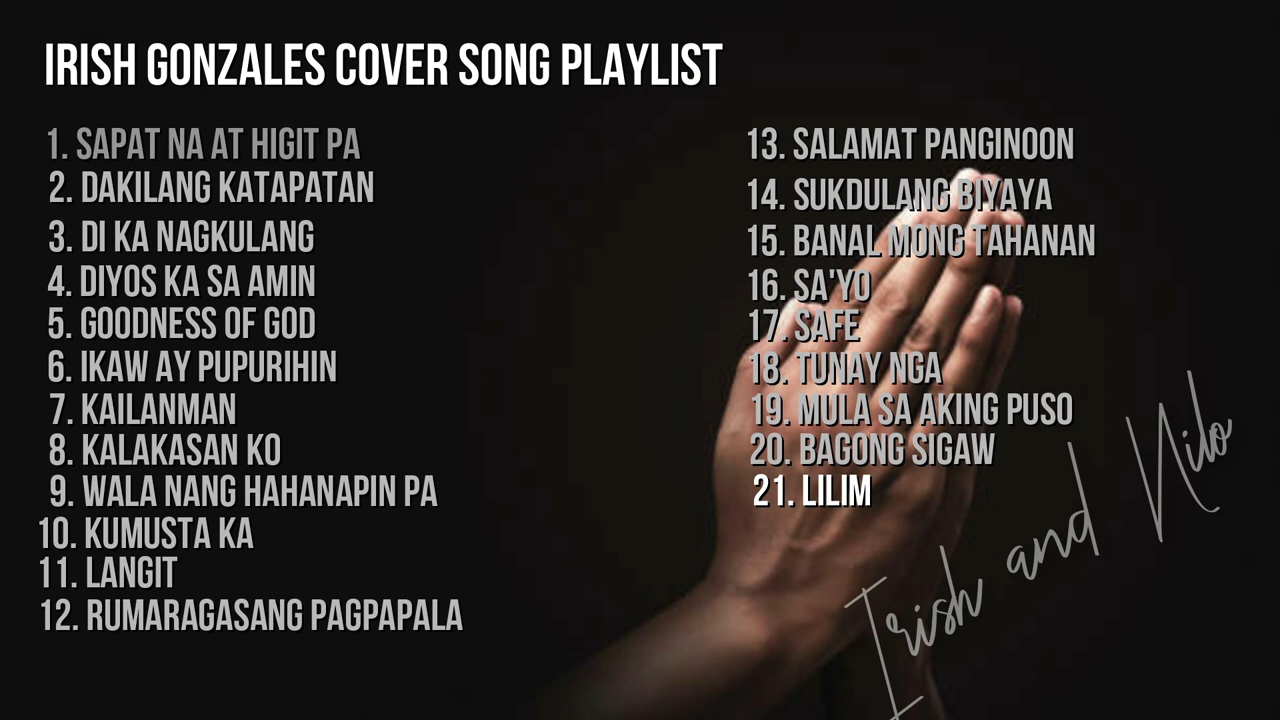 IRISH GONZALES COVER SONG PLAYLIST
1. SAPAT NA AT HIGIT PA
2. DAKILANG KATAPATAN
3. DI KA NAGKULANG
4. DIYOS KA SA AMIN
5. GOODNESS OF GOD
6. IKAW AY PUPURIHIN
7. KAILANMAN
8. KALAKASAN KO
9. WALA NANG HAHANAPIN PA
10. KUMUSTA KA
11. LANGIT
12. RUMARAGASANG PAGPAPALA
13. SALAMAT PANGINOON
14. SUKDULANG BIYAYA
15. BANAL MONG TAHANAN
16. SA'YO
17. SAFE
18. TUNAY NGA
19. MULA SA AKING PUSO
20. BAGONG SIGAW
21. LILIM
Irish and Nilo